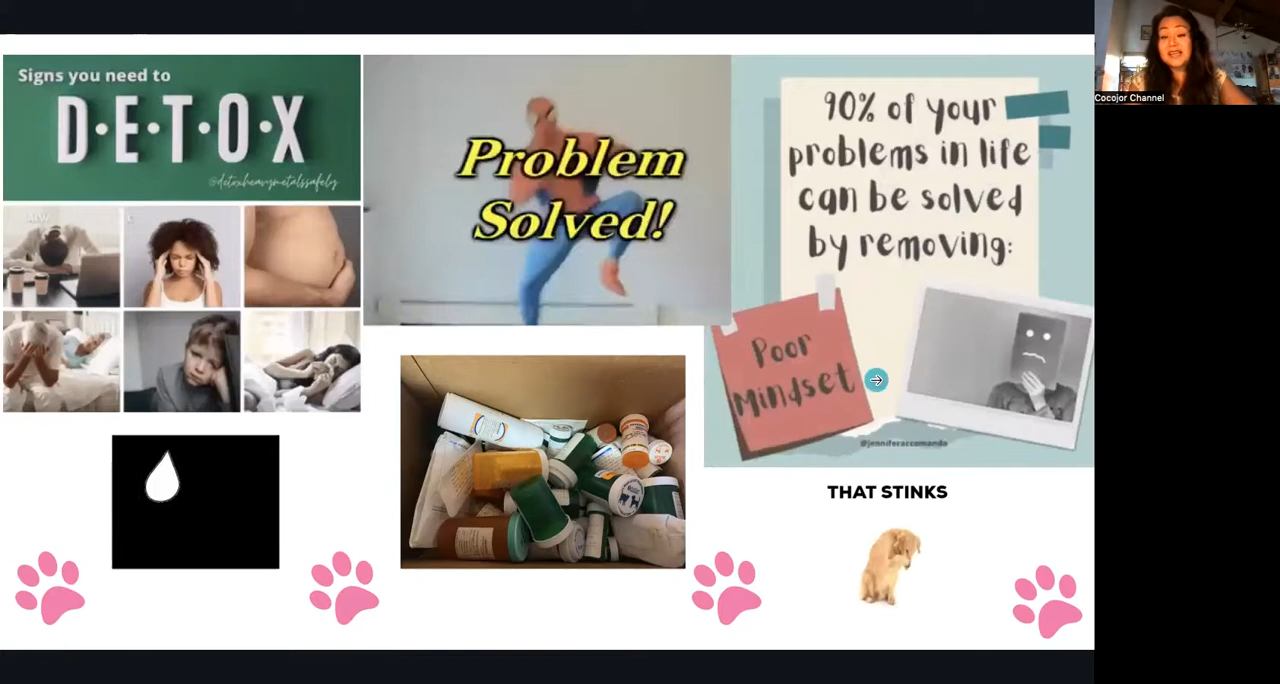 Signs you need to
D•E•T•O•X
@detoxheavymetalssafely
Problem
Solved!
90% of your
problems in life
can be solved
by removing:
Poor
Mindset
@jenniferaccomando
THAT STINKS
Cocojor Channel